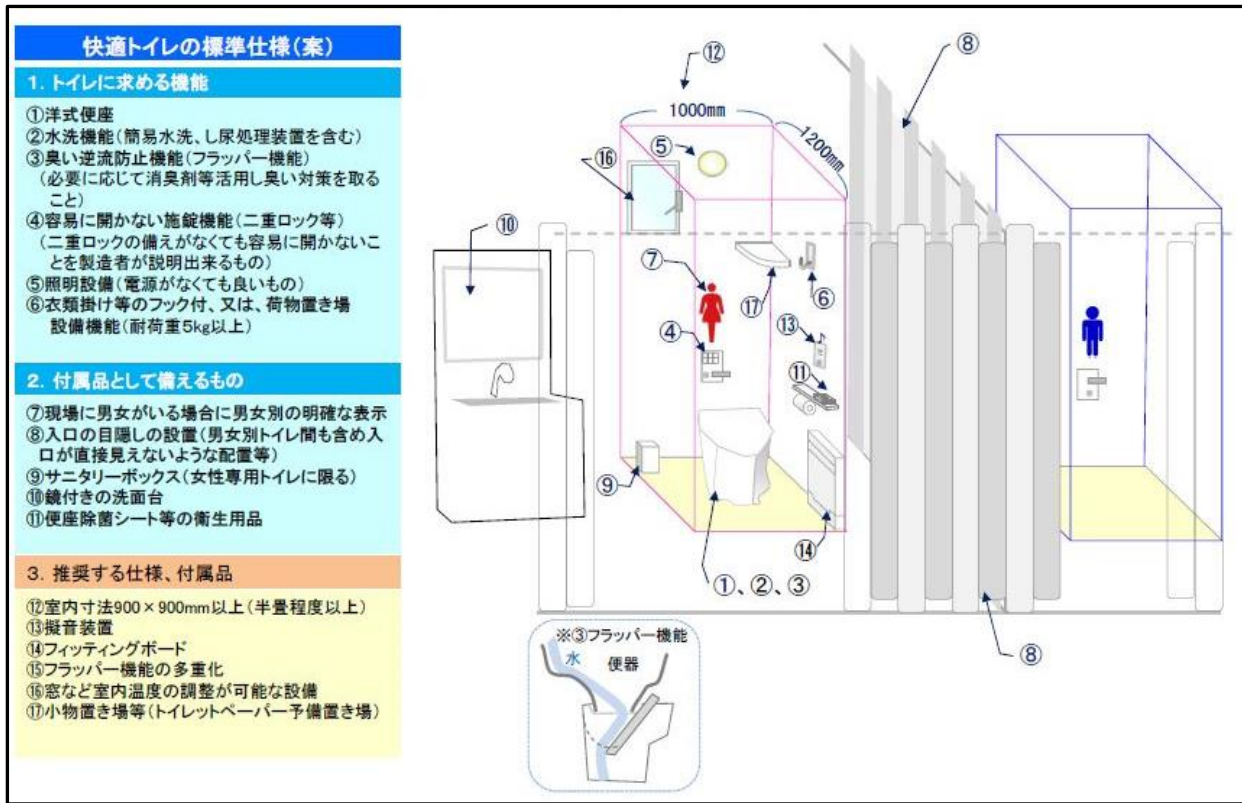 快適トイレの標準仕様(案)
1．トイレに求める機能
①洋式便座
②水洗機能(簡易水洗、し尿処理装置を含む)
③臭い逆流防止機能(フラッパー機能)
(必要に応じて消臭剤等活用し臭い対策を取る
こと)
④容易に開かない施錠機能(二重ロック等)
(二重ロックの備えがなくても容易に開かないこ
とを製造者が説明出来るもの)
⑤照明設備(電源がなくても良いもの)
⑥衣類掛け等のフック付、又は、荷物置き場
設備機能(耐荷重5kg以上)
2．付属品として備えるもの
⑦現場に男女がいる場合に男女別の明確な表示
⑧入口の目隠しの設置(男女別トイレ間も含め入
口が直接見えないような配置等)
⑨サニタリーボックス(女性専用トイレに限る)
⑩鏡付きの洗面台
⑪便座除菌シート等の衛生用品
3．推奨する仕様、付属品
⑫室内寸法900×900mm以上(半畳程度以上)
⑬擬音装置
⑭フィッティングボード
⑮フラッパー機能の多重化
⑯窓など室内温度の調整が可能な設備
⑰小物置き場等(トイレットペーパー予備置き場)
⑫
⑧
1000mm
1200mm
⑤
⑯
⑩
⑦
⑰
⑥
④
⑬
⑪
⑨
⑭
①、②、③
⑧
※③フラッパー機能
水
便器